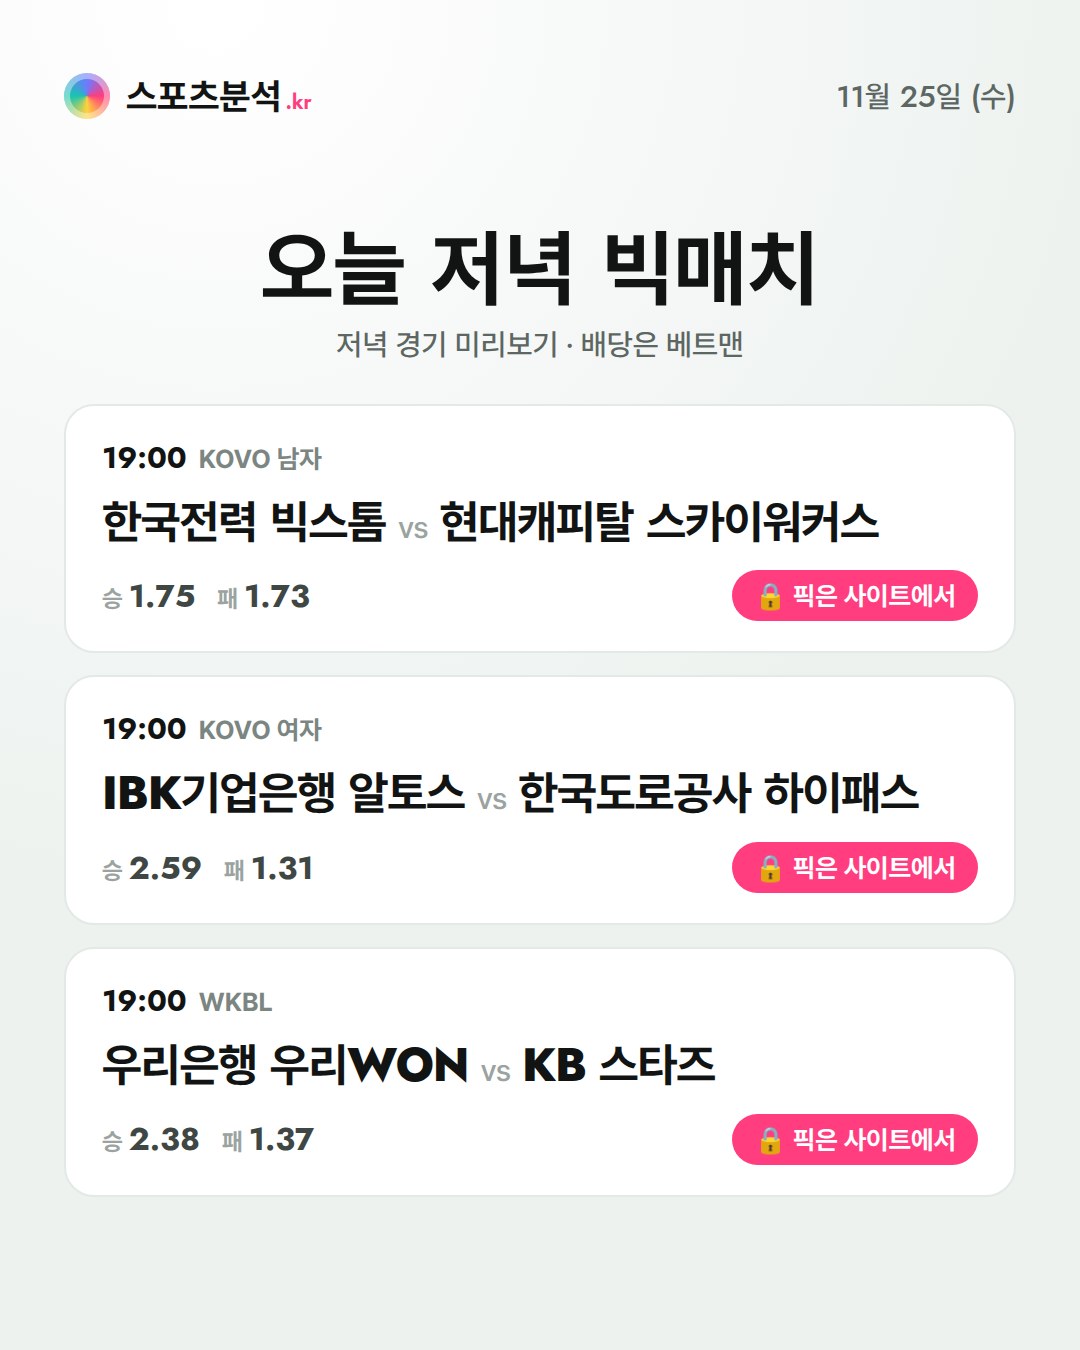 스포츠분석.kr
11월 25일 (수)
오늘 저녁 빅매치
저녁 경기 미리보기 · 배당은 베트맨
19:00 KOVO 남자
한국전력 빅스톰 vs 현대캐피탈 스카이워커스
승 1.75 패 1.73
🔒 픽은 사이트에서
19:00 KOVO 여자
IBK기업은행 알토스 vs 한국도로공사 하이패스
승 2.59 패 1.31
🔒 픽은 사이트에서
19:00 WKBL
우리은행 우리WON vs KB 스타즈
승 2.38 패 1.37
🔒 픽은 사이트에서